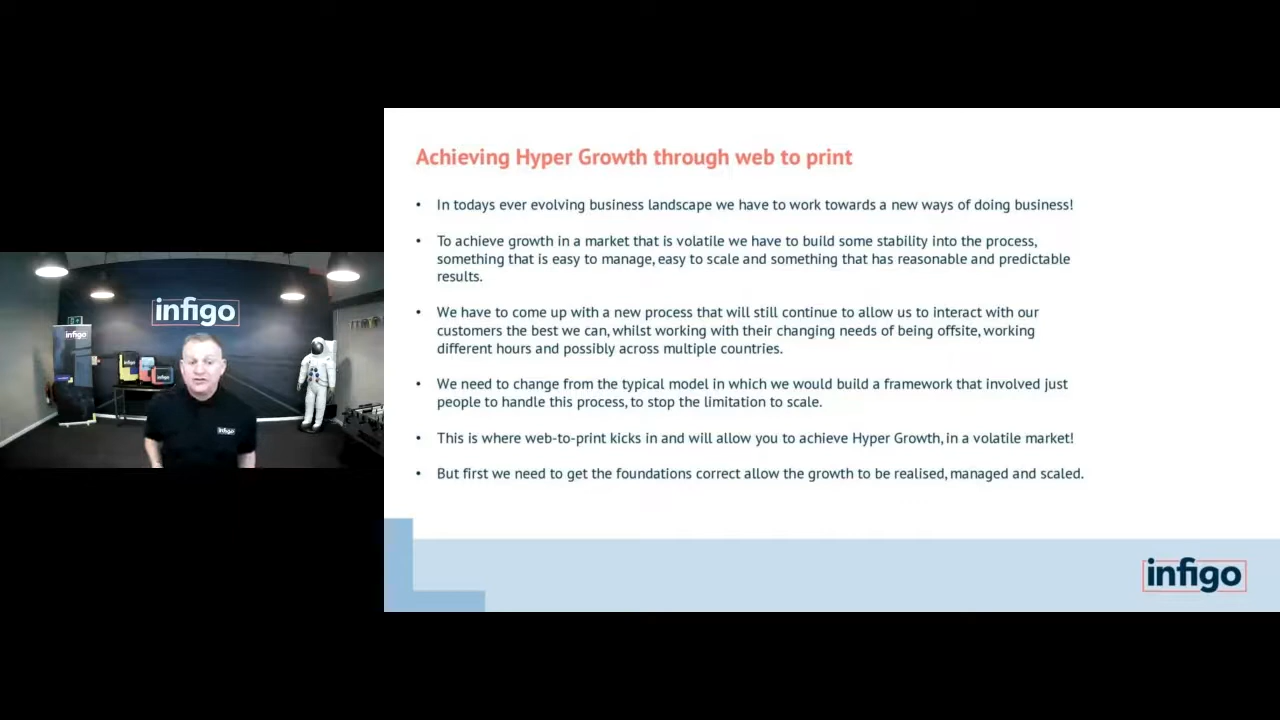 Achieving Hyper Growth through web to print
• In todays ever evolving business landscape we have to work towards a new ways of doing business!
• To achieve growth in a market that is volatile we have to build some stability into the process,
something that is easy to manage, easy to scale and something that has reasonable and predictable
results.
• We have to come up with a new process that will still continue to allow us to interact with our
customers the best we can, whilst working with their changing needs of being offsite, working
different hours and possibly across multiple countries.
• We need to change from the typical model in which we would build a framework that involved just
people to handle this process, to stop the limitation to scale.
• This is where web-to-print kicks in and will allow you to achieve Hyper Growth, in a volatile market!
• But first we need to get the foundations correct allow the growth to be realised, managed and scaled.
infigo
infigo
infigo
infigo